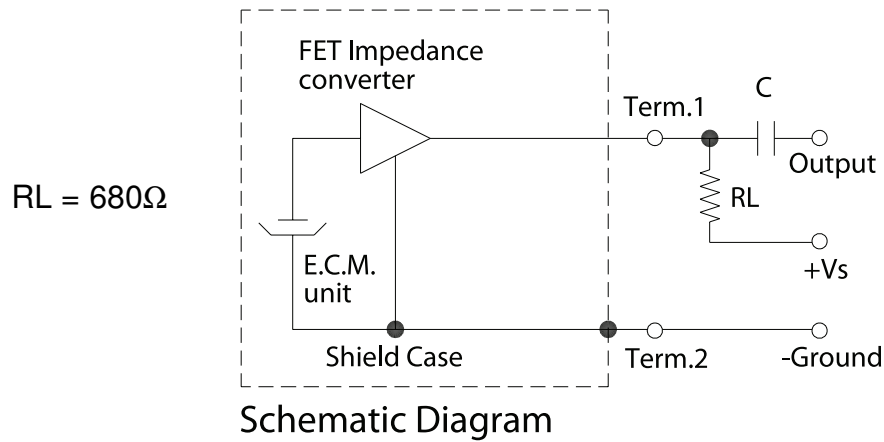 FET Impedance
converter
Term.1
C
Output
RL = 680Ω
RL
+Vs
E.C.M.
unit
Shield Case
Term.2
-Ground
Schematic Diagram